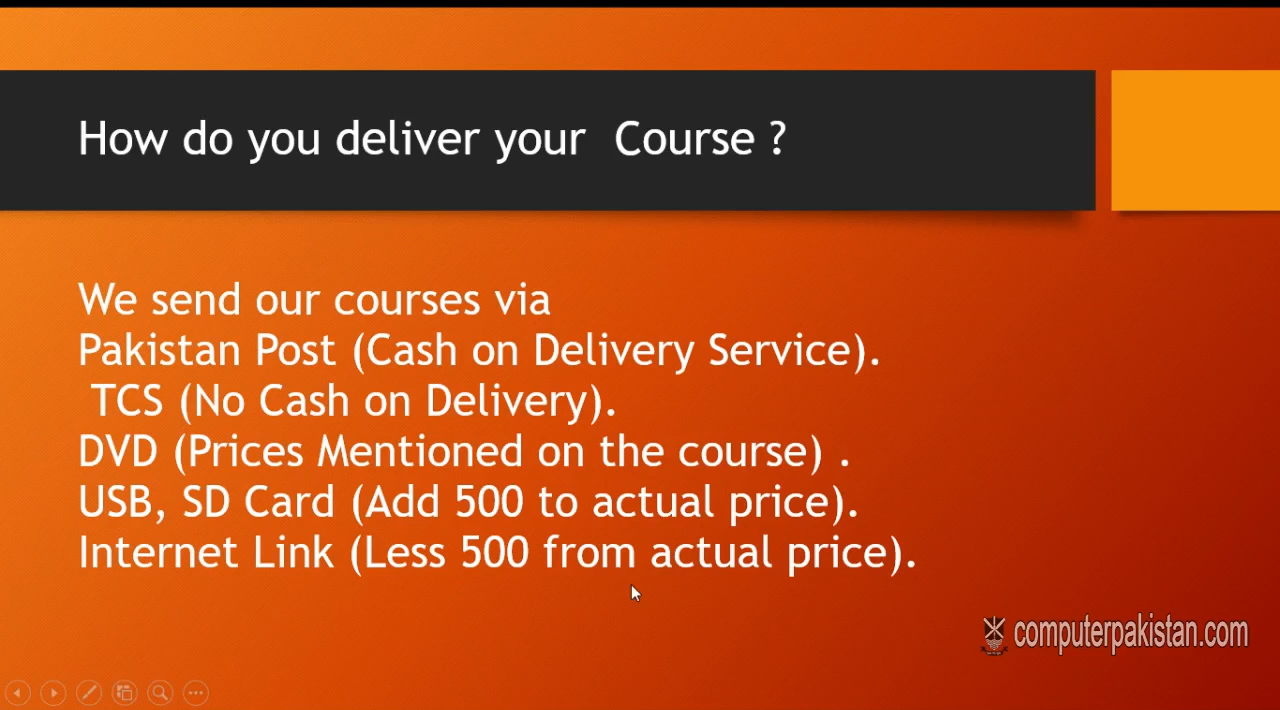 How do you deliver your  Course ?
We send our courses via
Pakistan Post (Cash on Delivery Service).
 TCS (No Cash on Delivery).
DVD (Prices Mentioned on the course) .
USB, SD Card (Add 500 to actual price).
Internet Link (Less 500 from actual price).
computerpakistan.com